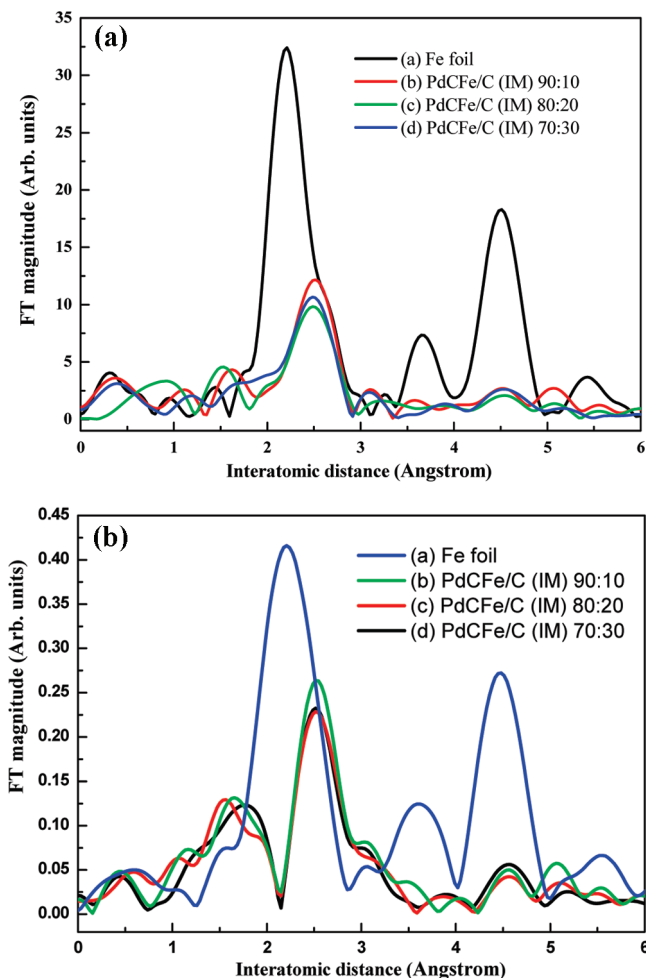 (a)
35
30
25
20
15
10
5
0
FT magnitude (Arb. units)
(a) Fe foil
(b) PdCFe/C (IM) 90:10
(c) PdCFe/C (IM) 80:20
(d) PdCFe/C (IM) 70:30
0 1 2 3 4 5 6
Interatomic distance (Angstrom)
(b)
0.45
0.40
0.35
0.30
0.25
0.20
0.15
0.10
0.05
0.00
FT magnitude (Arb. units)
(a) Fe foil
(b) PdCFe/C (IM) 90:10
(c) PdCFe/C (IM) 80:20
(d) PdCFe/C (IM) 70:30
0 1 2 3 4 5 6
Interatomic distance (Angstrom)